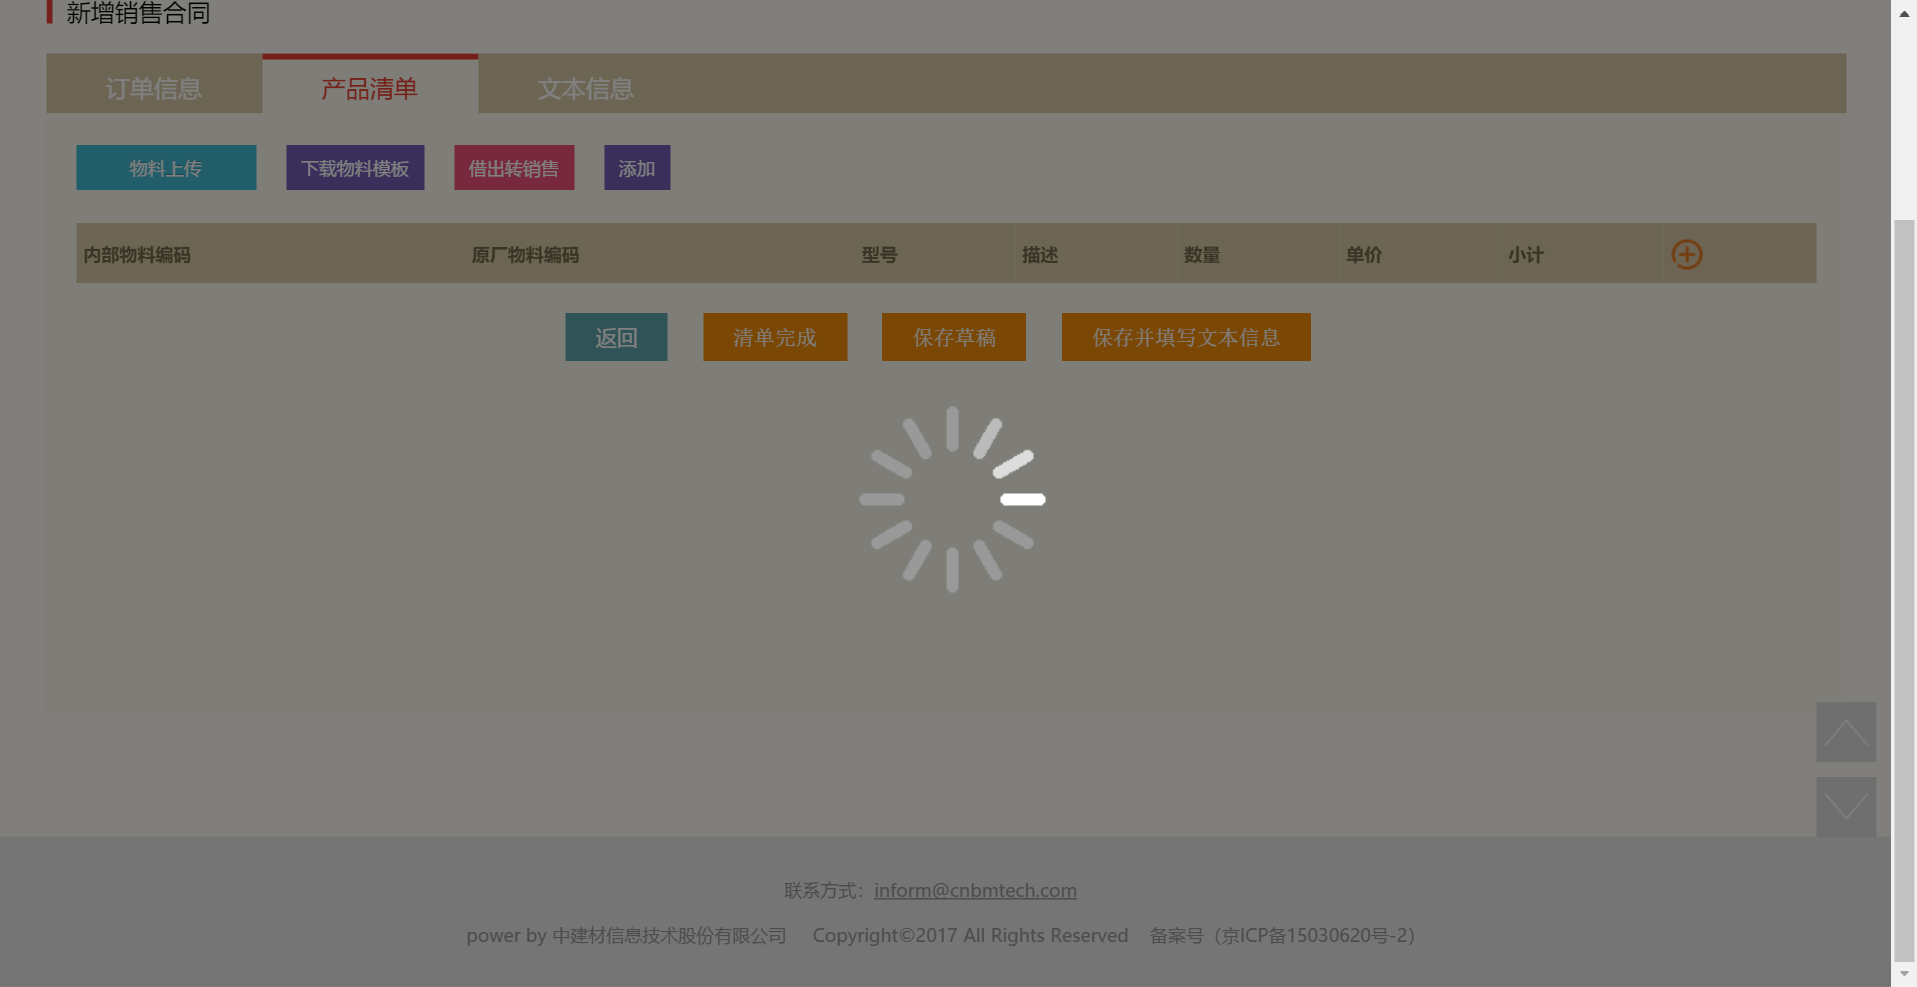 新增销售合同
订单信息 产品清单 文本信息
物料上传 下载物料模板 借出转销售 添加
内部物料编码 原厂物料编码 型号 描述 数量 单价 小计
返回 清单完成 保存草稿 保存并填写文本信息
联系方式：inform@cnbmtech.com
power by 中建材信息技术股份有限公司 Copyright©2017 All Rights Reserved 备案号（京ICP备15030620号-2）